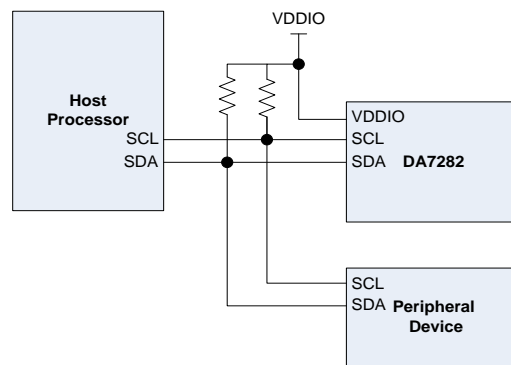 VDDIO
Host
Processor
SCL
SDA
VDDIO
SCL
SDA DA7282
SCL
SDA Peripheral
Device